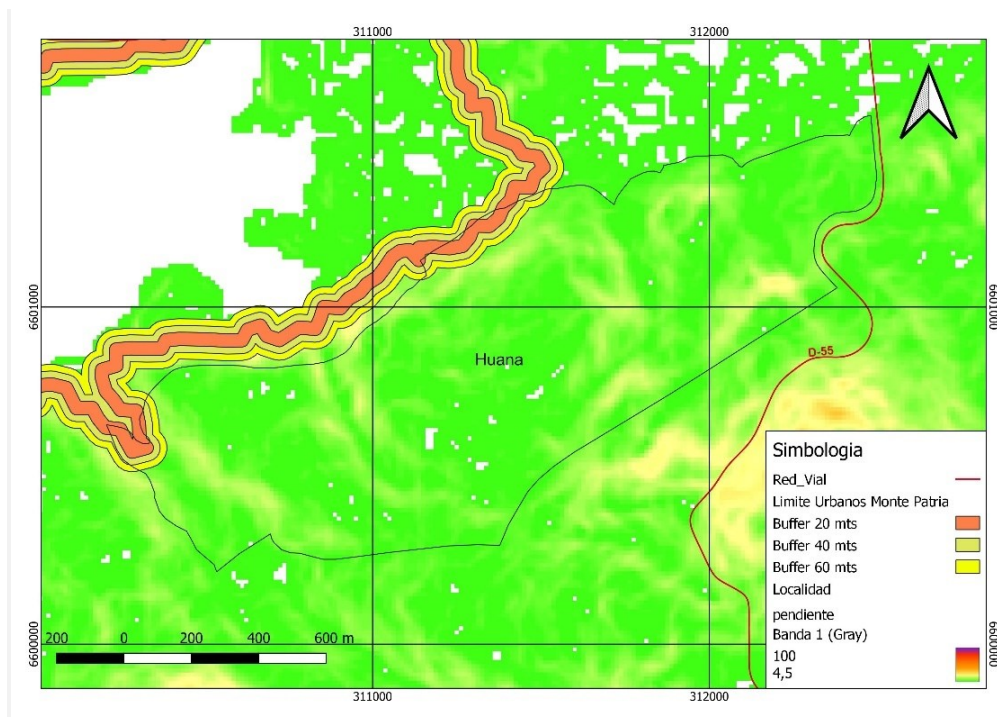 311000
312000
6601000
6601000
Huana
D-55
Simbologia
Red_Vial
Limite Urbanos Monte Patria
Buffer 20 mts
Buffer 40 mts
Buffer 60 mts
Localidad
pendiente
Banda 1 (Gray)
100
4,5
200 0 200 400 600 m
6600000
6600000
311000
312000